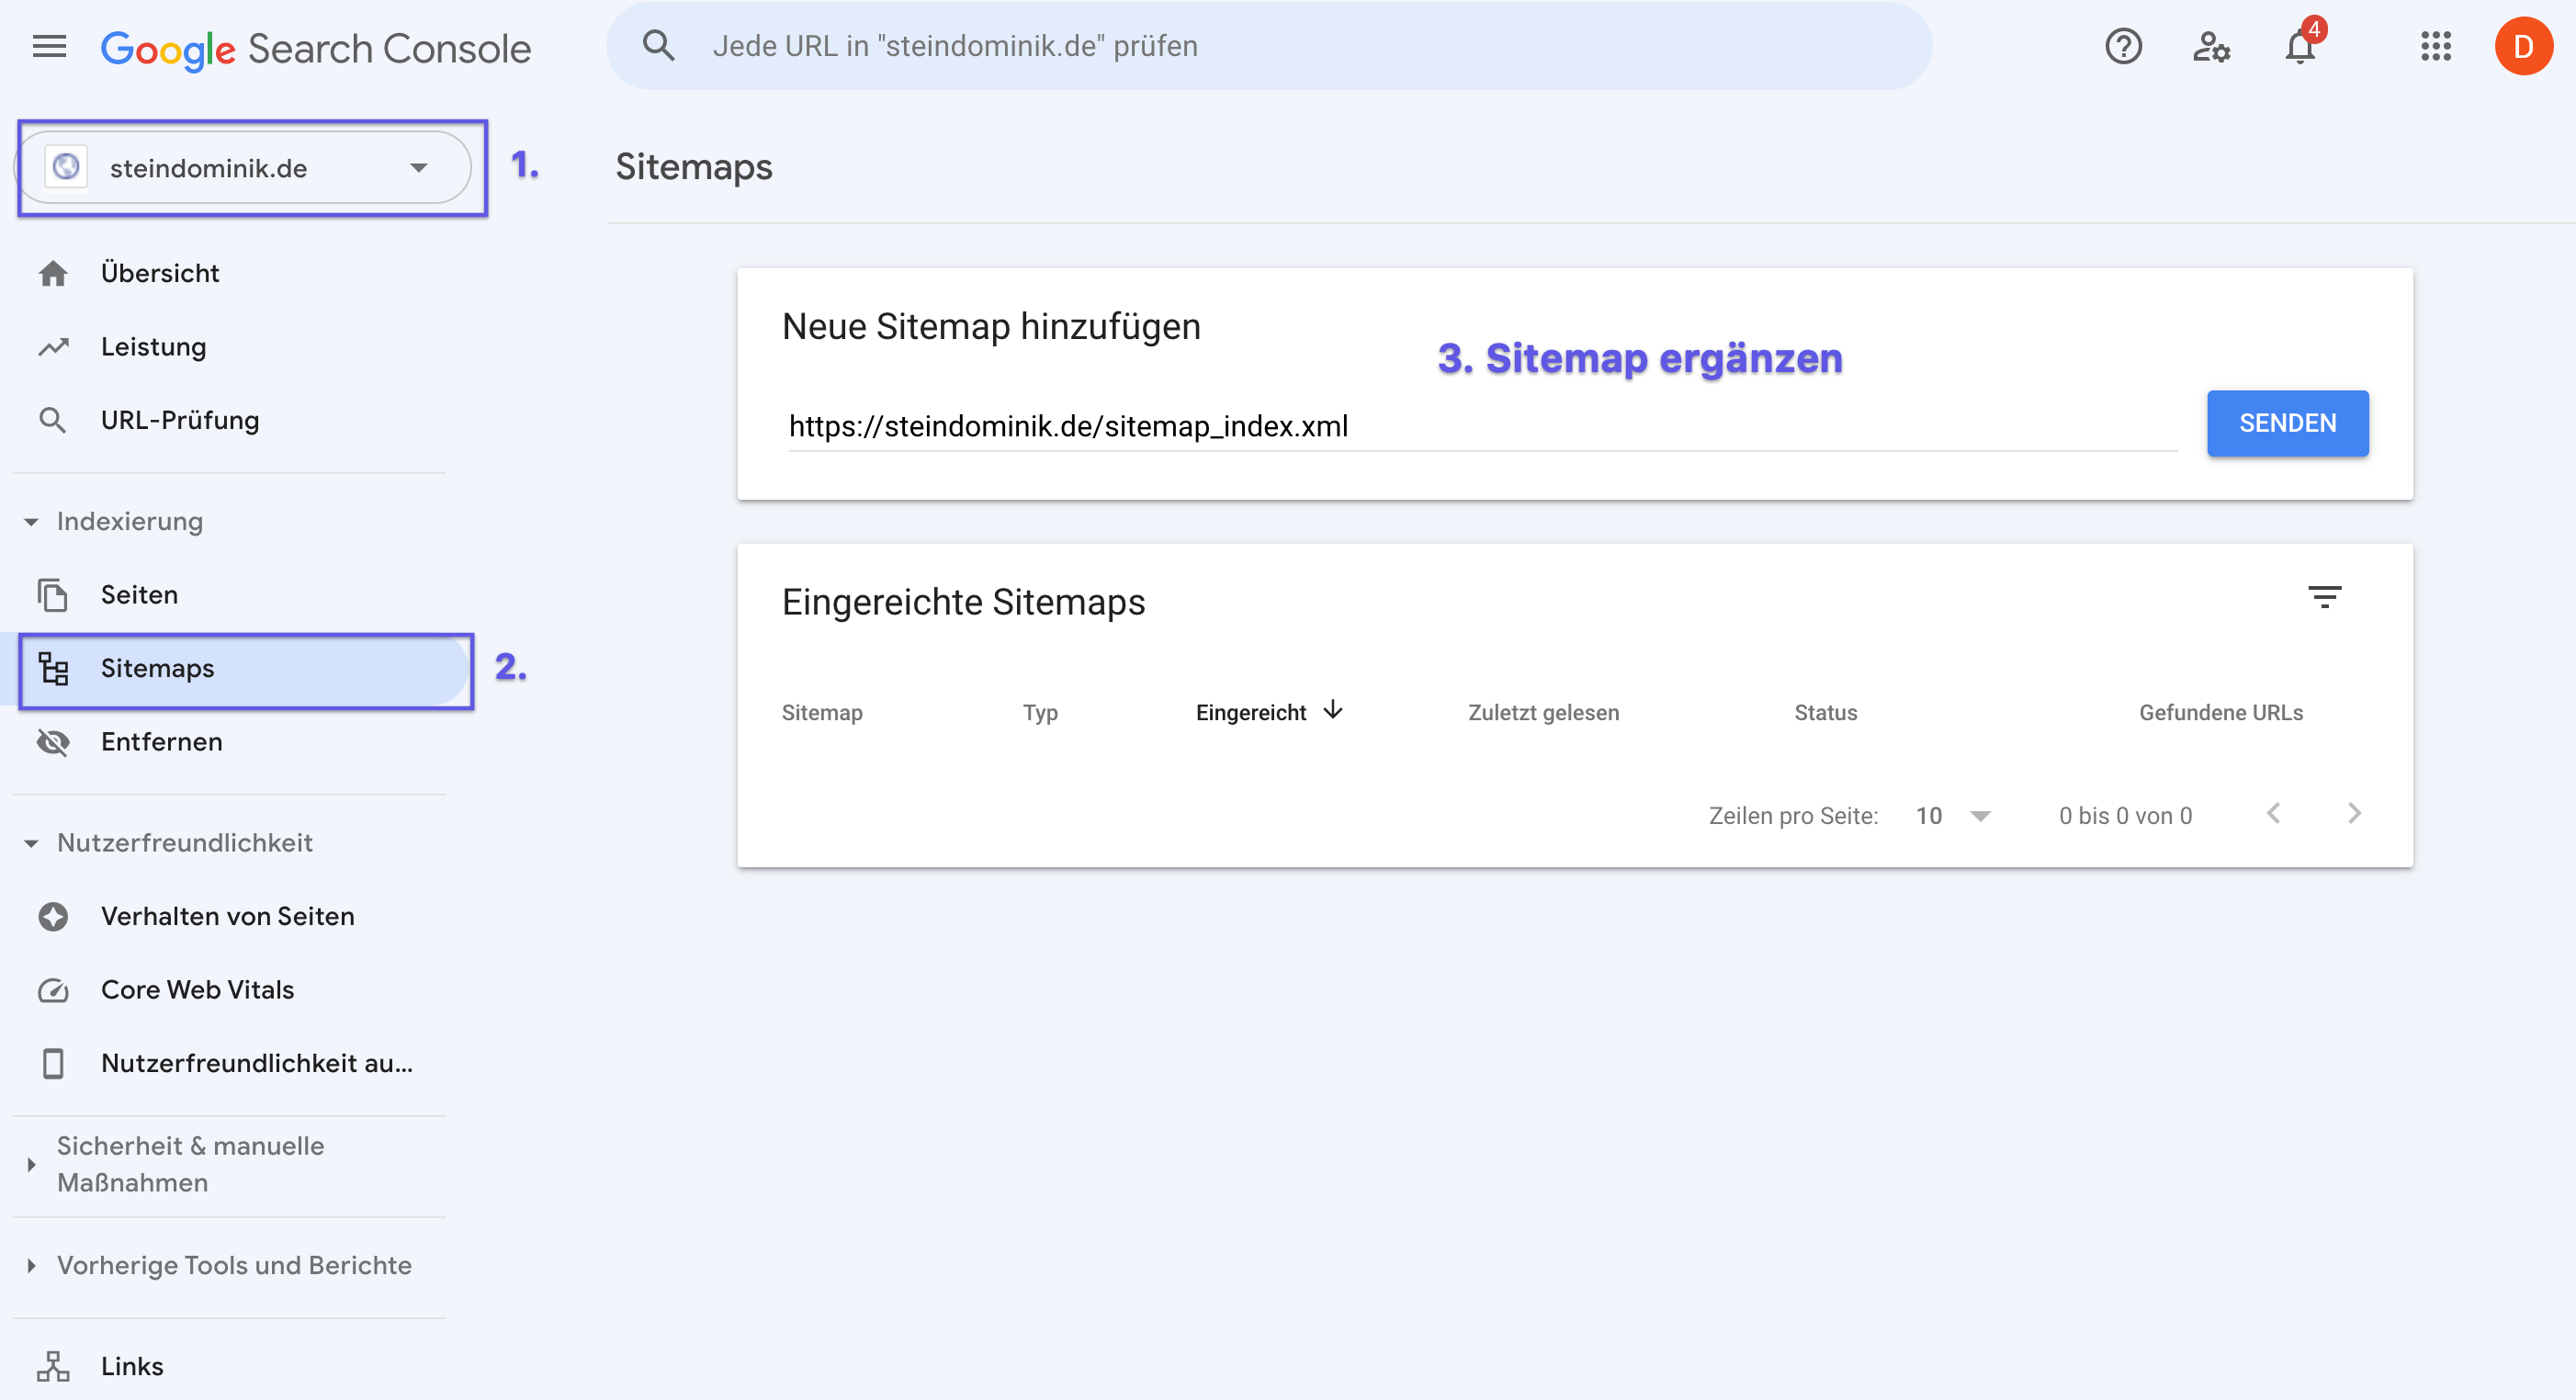 Google Search Console
Jede URL in "steindominik.de" prüfen
4
D
steindominik.de
1.
Sitemaps
Übersicht
Leistung
URL-Prüfung
Indexierung
Seiten
Sitemaps
2.
Entfernen
Nutzerfreundlichkeit
Verhalten von Seiten
Core Web Vitals
Nutzerfreundlichkeit au...
Sicherheit & manuelle
Maßnahmen
Vorherige Tools und Berichte
Links
Neue Sitemap hinzufügen
3. Sitemap ergänzen
https://steindominik.de/sitemap_index.xml
SENDEN
Eingereichte Sitemaps
Sitemap Typ Eingereicht Zuletzt gelesen Status Gefundene URLs
Zeilen pro Seite: 10 0 bis 0 von 0